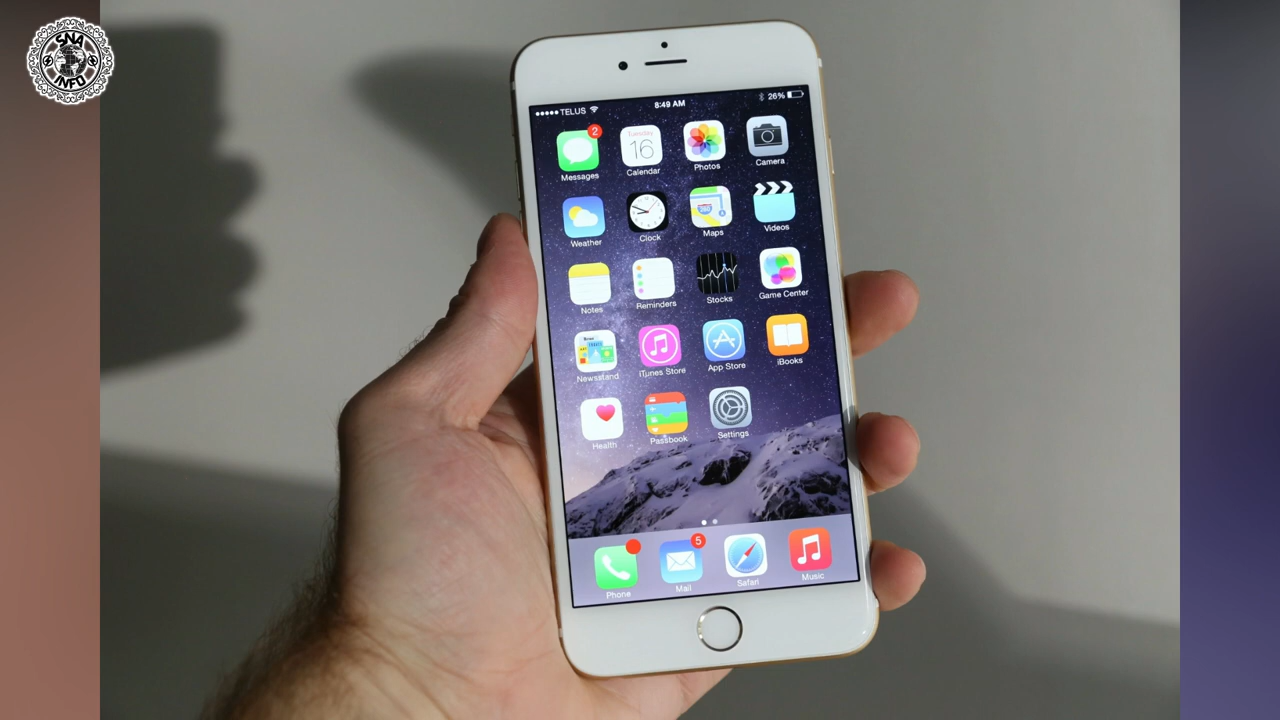 SNA
INFO
●●●●● TELUS 8:49 AM 26%
2
Tuesday
16
Messages Calendar Photos Camera
280
Weather Clock Maps Videos
Notes Reminders Stocks Game Center
Newsstand iTunes Store App Store iBooks
Health Passbook Settings
5
Phone Mail Safari Music